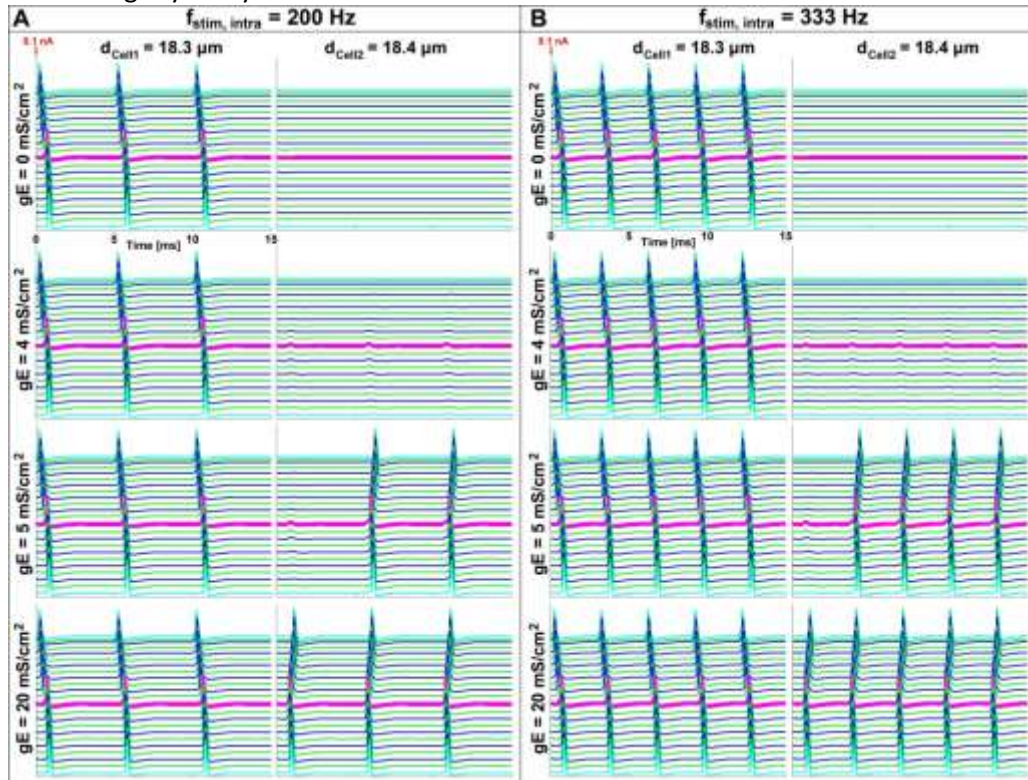 A
f_stim, intra = 200 Hz
B
f_stim, intra = 333 Hz
0.1 nA
d_Cell1 = 18.3 µm
d_Cell2 = 18.4 µm
0.1 nA
d_Cell1 = 18.3 µm
d_Cell2 = 18.4 µm
gE = 0 mS/cm²
gE = 0 mS/cm²
0
5
10
15
Time [ms]
0
5
10
15
Time [ms]
gE = 4 mS/cm²
gE = 4 mS/cm²
gE = 5 mS/cm²
gE = 5 mS/cm²
gE = 20 mS/cm²
gE = 20 mS/cm²